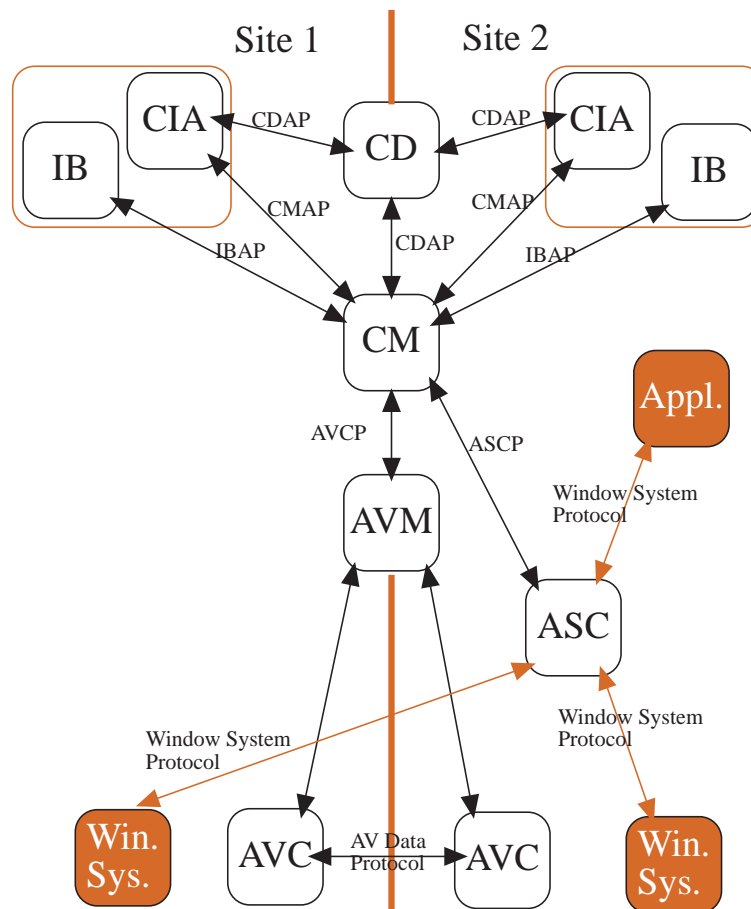 Site 1
Site 2
CIA
CDAP
CD
CDAP
CIA
IB
IB
CMAP
CMAP
IBAP
CDAP
IBAP
CM
Appl.
AVCP
ASCP
Window System
Protocol
AVM
ASC
Window System
Protocol
Window System
Protocol
Win.
Sys.
AVC
AV Data
Protocol
AVC
Win.
Sys.